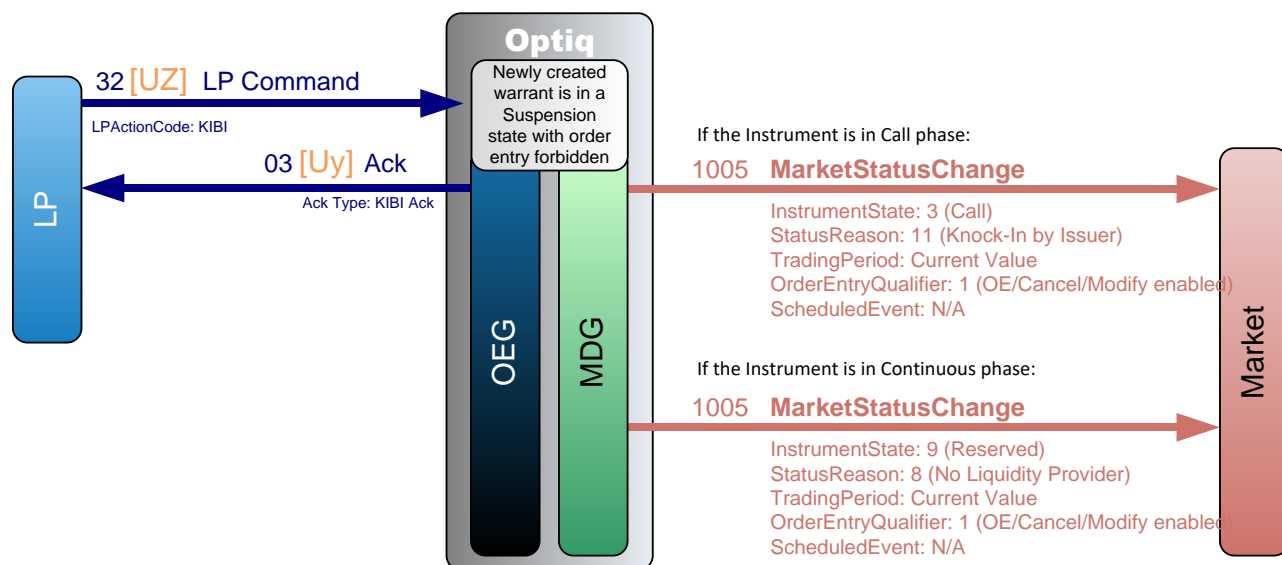 Optiq
Newly created
warrant is in a
Suspension
state with order
entry forbidden
32 [UZ] LP Command
LPActionCode: KIBI
03 [Uy] Ack
Ack Type: KIBI Ack
LP
OEG
MDG
If the Instrument is in Call phase:
1005 MarketStatusChange
InstrumentState: 3 (Call)
StatusReason: 11 (Knock-In by Issuer)
TradingPeriod: Current Value
OrderEntryQualifier: 1 (OE/Cancel/Modify enabled)
ScheduledEvent: N/A
If the Instrument is in Continuous phase:
1005 MarketStatusChange
InstrumentState: 9 (Reserved)
StatusReason: 8 (No Liquidity Provider)
TradingPeriod: Current Value
OrderEntryQualifier: 1 (OE/Cancel/Modify enabled)
ScheduledEvent: N/A
Market